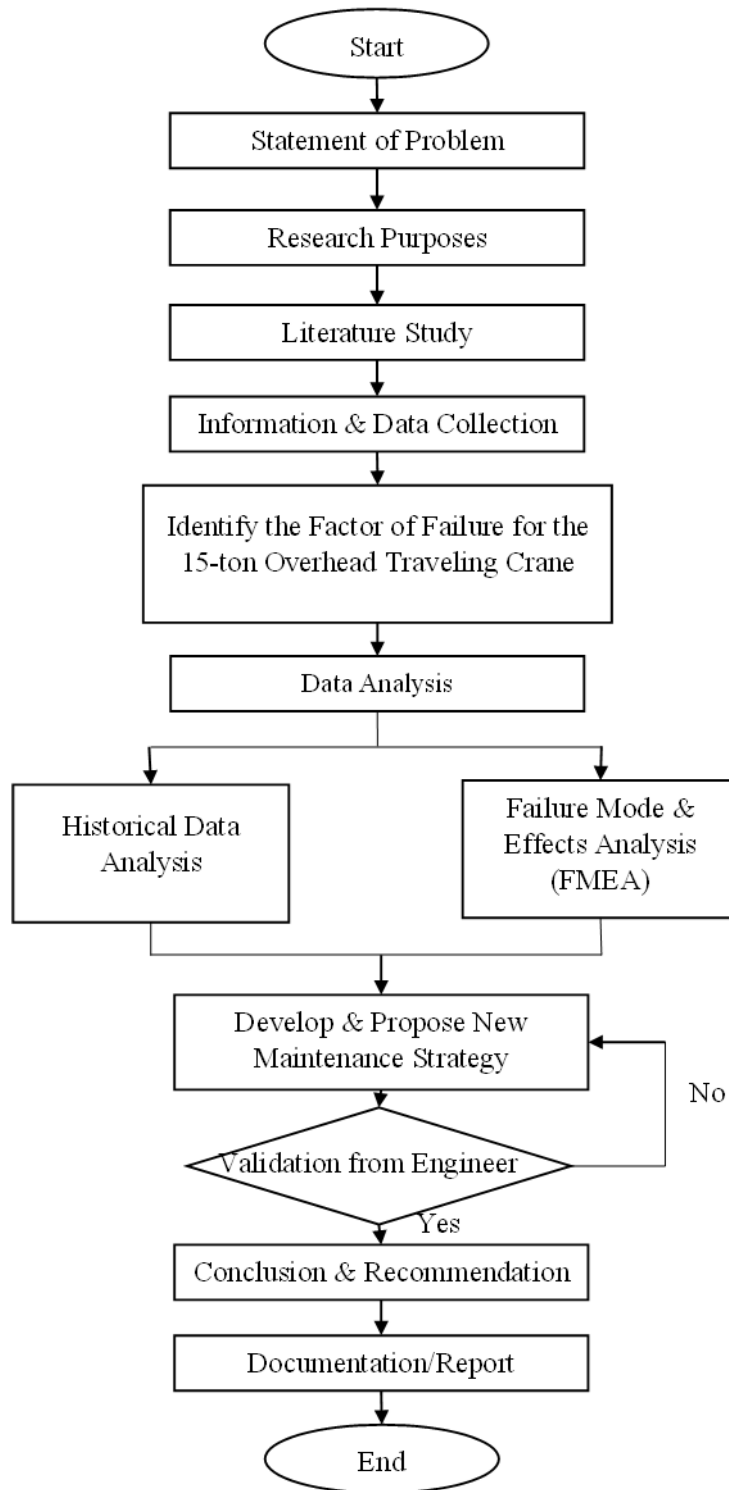 Start
Statement of Problem
Research Purposes
Literature Study
Information & Data Collection
Identify the Factor of Failure for the
15-ton Overhead Traveling Crane
Data Analysis
Historical Data
Analysis
Failure Mode &
Effects Analysis
(FMEA)
Develop & Propose New
Maintenance Strategy
No
Validation from Engineer
Yes
Conclusion & Recommendation
Documentation/Report
End